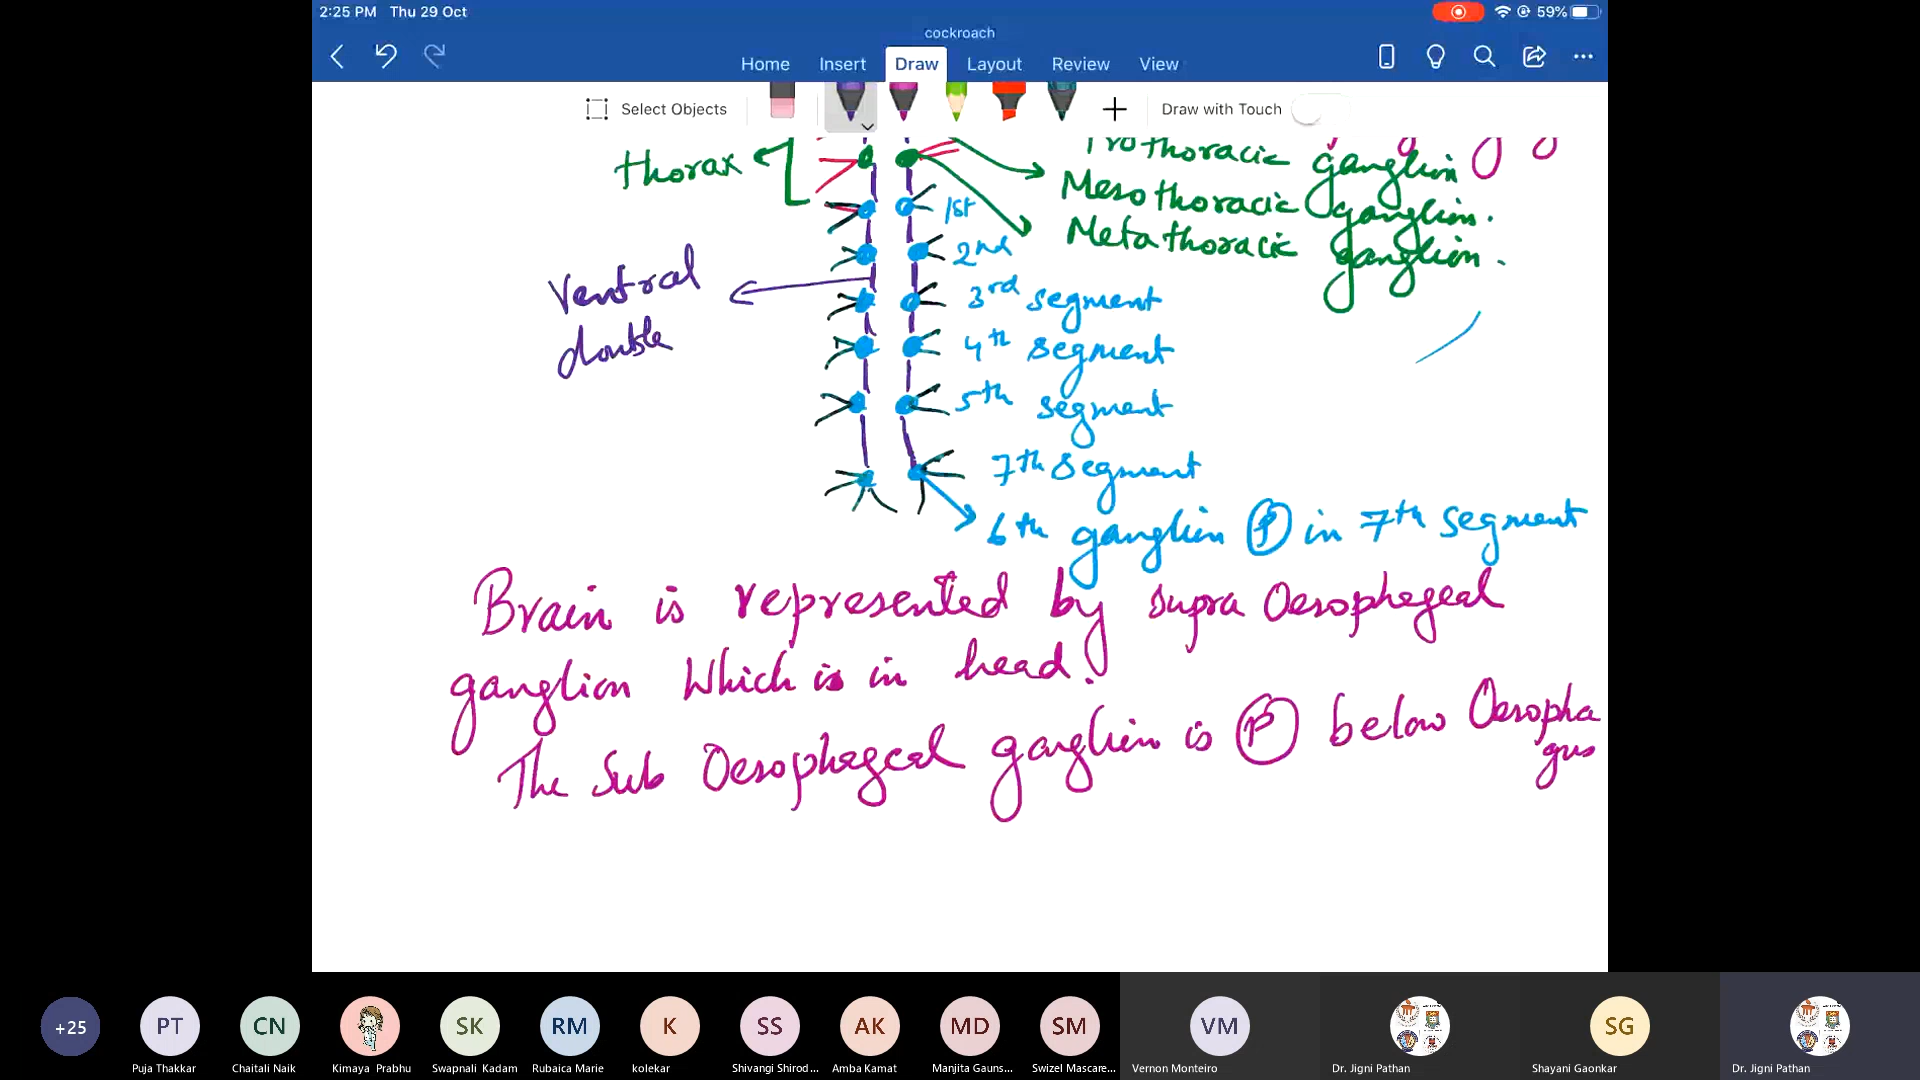 2:25 PM Thu 29 Oct
59%
cockroach
Home Insert Draw Layout Review View
Select Objects
Draw with Touch
thorax
Prothoracic ganglion
Mesothoracic ganglion.
Metathoracic ganglion.
1st
2nd
3rd segment
4th segment
5th segment
7th segment
6th ganglion (P) in 7th segment
Ventral
double
Brain is represented by supra Oesophageal
ganglion Which is in head.
The Sub Oesophageal ganglion is (P) below Oesopha
gus
+25 PT CN SK RM K SS AK MD SM VM SG
Puja Thakkar Chaitali Naik Kimaya Prabhu Swapnali Kadam Rubaica Marie kolekar Shivangi Shirod... Amba Kamat Manjita Gauns... Swizel Mascare... Vernon Monteiro Dr. Jigni Pathan Shayani Gaonkar Dr. Jigni Pathan